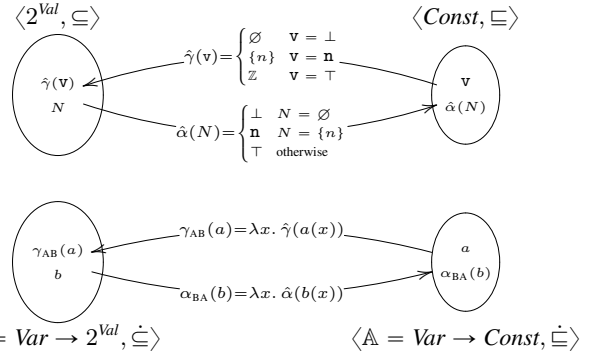 ⟨2^Val, ⊆⟩ ⟨Const, ⊑⟩
γ̂(v)= { ∅ v = ⊥
{n} v = n
ℤ v = ⊤
γ̂(v) v
N α̂(N)
α̂(N)= { ⊥ N = ∅
n N = {n}
⊤ otherwise
γ_AB(a)=λx. γ̂(a(x))
γ_AB(a) a
b α_BA(b)
α_BA(b)=λx. α̂(b(x))
= Var → 2^Val, ⊆̇⟩ ⟨𝔸 = Var → Const, ⊑̇⟩